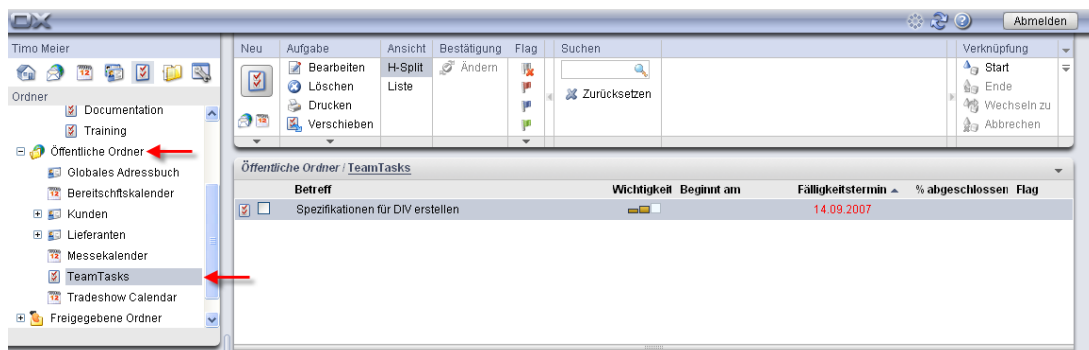 OX
Abmelden
Timo Meier
Ordner
Documentation
Training
Öffentliche Ordner
Globales Adressbuch
Bereitschftskalender
Kunden
Lieferanten
Messekalender
TeamTasks
Tradeshow Calendar
Freigegebene Ordner
Neu Aufgabe Ansicht Bestätigung Flag Suchen Verknüpfung
Bearbeiten H-Split Ändern Start
Löschen Liste Zurücksetzen Ende
Drucken Wechseln zu
Verschieben Abbrechen
Öffentliche Ordner / TeamTasks
Betreff Wichtigkeit Beginnt am Fälligkeitstermin % abgeschlossen Flag
Spezifikationen für DIV erstellen 14.09.2007